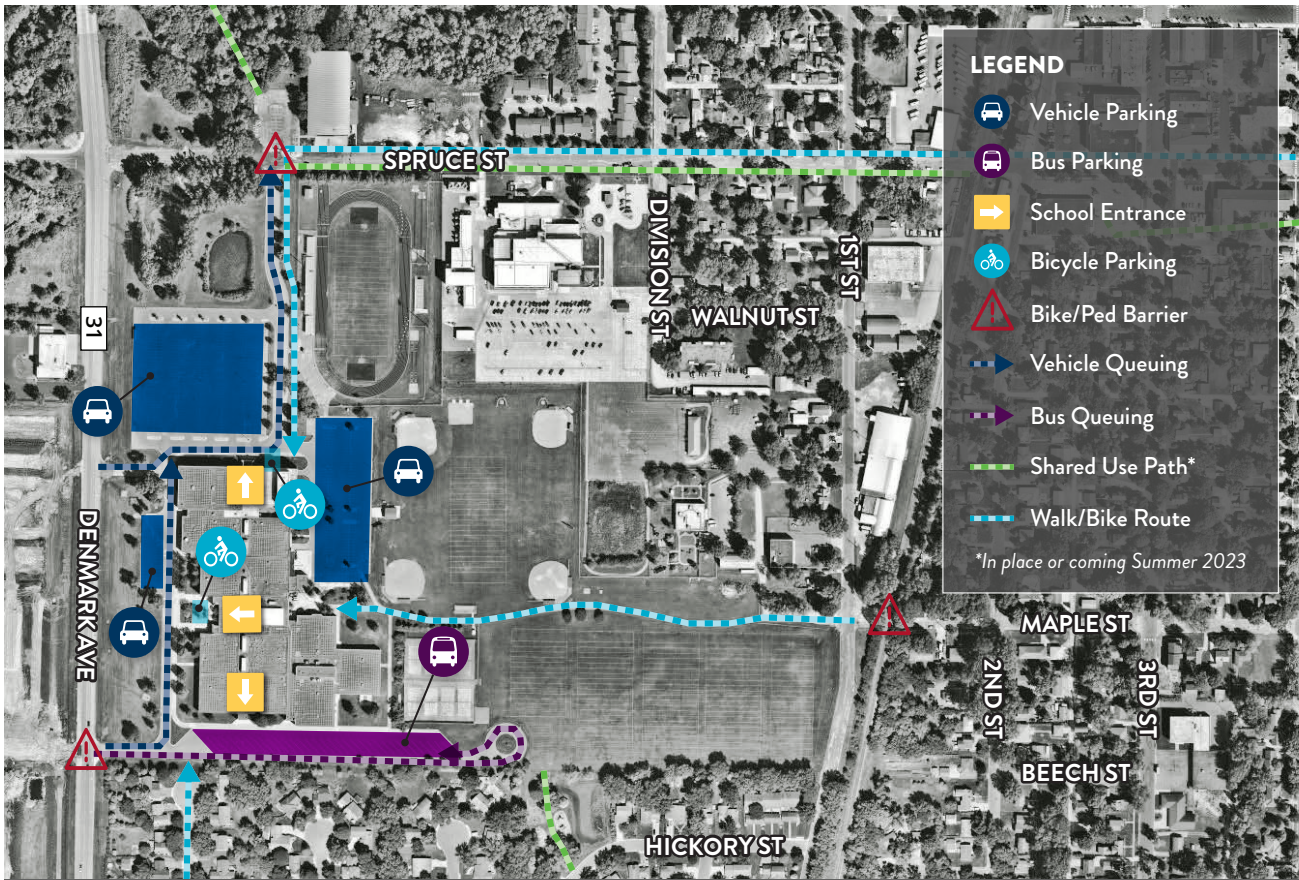 LEGEND
Vehicle Parking
Bus Parking
School Entrance
Bicycle Parking
Bike/Ped Barrier
Vehicle Queuing
Bus Queuing
Shared Use Path*
Walk/Bike Route
*In place or coming Summer 2023
SPRUCE ST
DIVISION ST
1ST ST
WALNUT ST
31
DENMARK AVE
MAPLE ST
2ND ST
3RD ST
BEECH ST
HICKORY ST